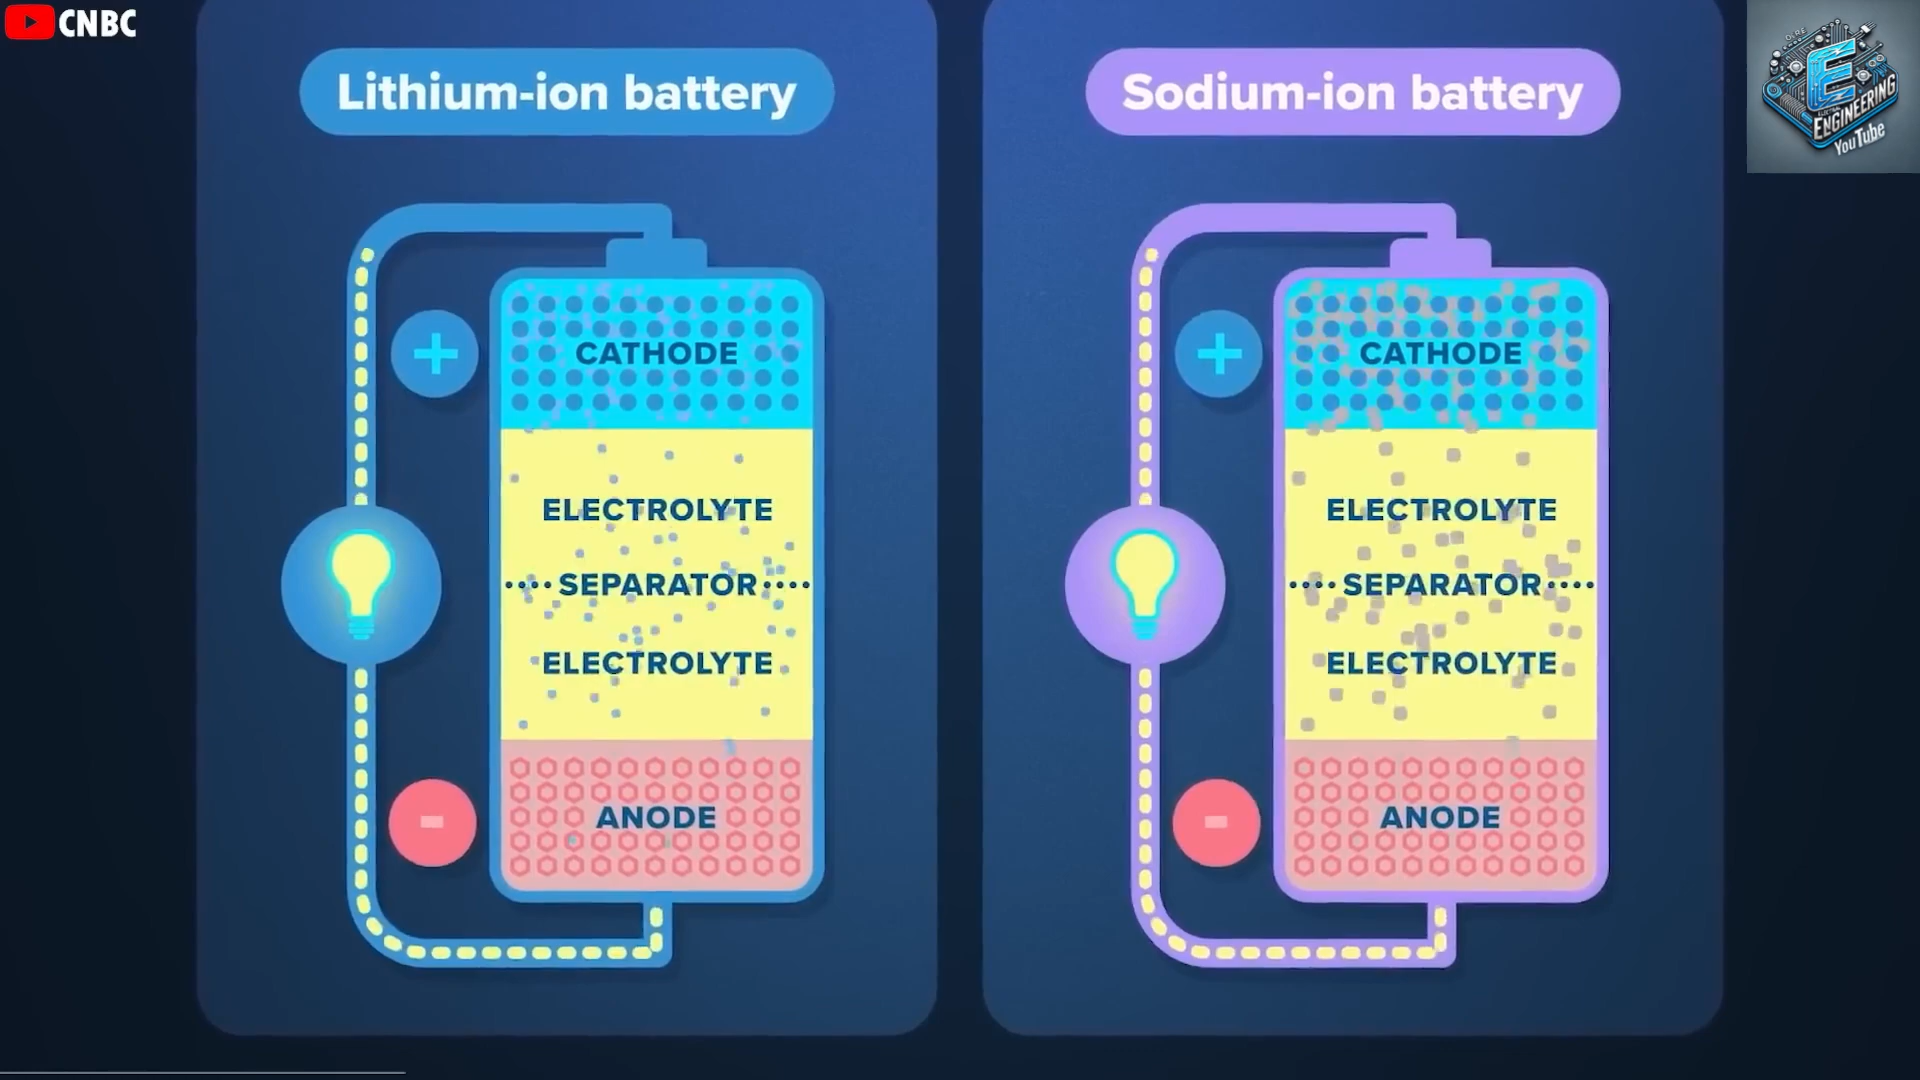 CNBC
Lithium-ion battery
+
CATHODE
ELECTROLYTE
SEPARATOR
ELECTROLYTE
-
ANODE
Sodium-ion battery
+
CATHODE
ELECTROLYTE
SEPARATOR
ELECTROLYTE
-
ANODE
E
ENGINEERING
YouTube